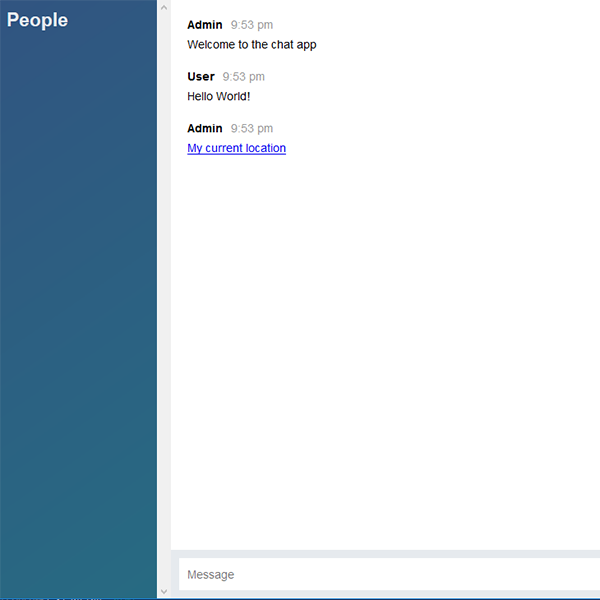 People
Admin 9:53 pm
Welcome to the chat app
User 9:53 pm
Hello World!
Admin 9:53 pm
My current location
Message